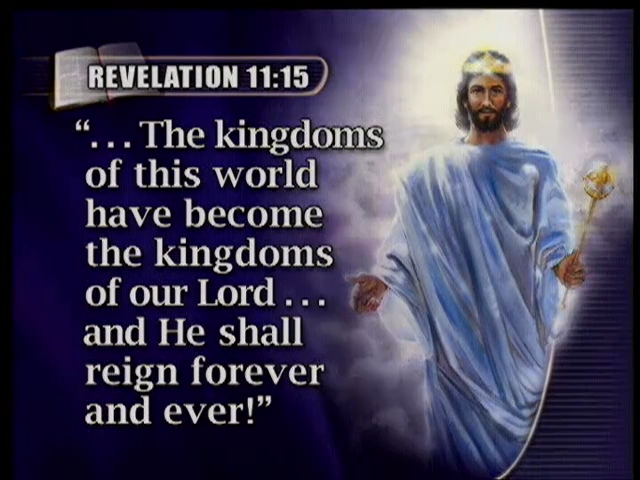 REVELATION 11:15
“. . . The kingdoms
of this world
have become
the kingdoms
of our Lord . . .
and He shall
reign forever
and ever!”